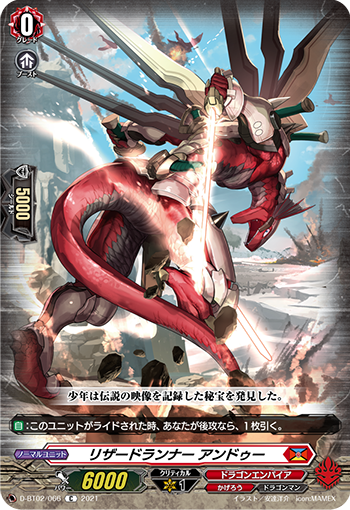 0
グレード
ブースト
5000
シールド
少年は伝説の映像を記録した秘宝を発見した。
自：このユニットがライドされた時、あなたが後攻なら、1枚引く。
ノーマルユニット
リザードランナー アンドゥー
パワー 6000
クリティカル
1
ドラゴンエンパイア
かげろう
ドラゴンマン
D-BT02/066 C 2021
イラスト／安達洋介
icon:MAMEX